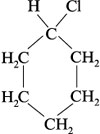 H Cl
H₂C CH₂
H₂C CH₂
CH₂